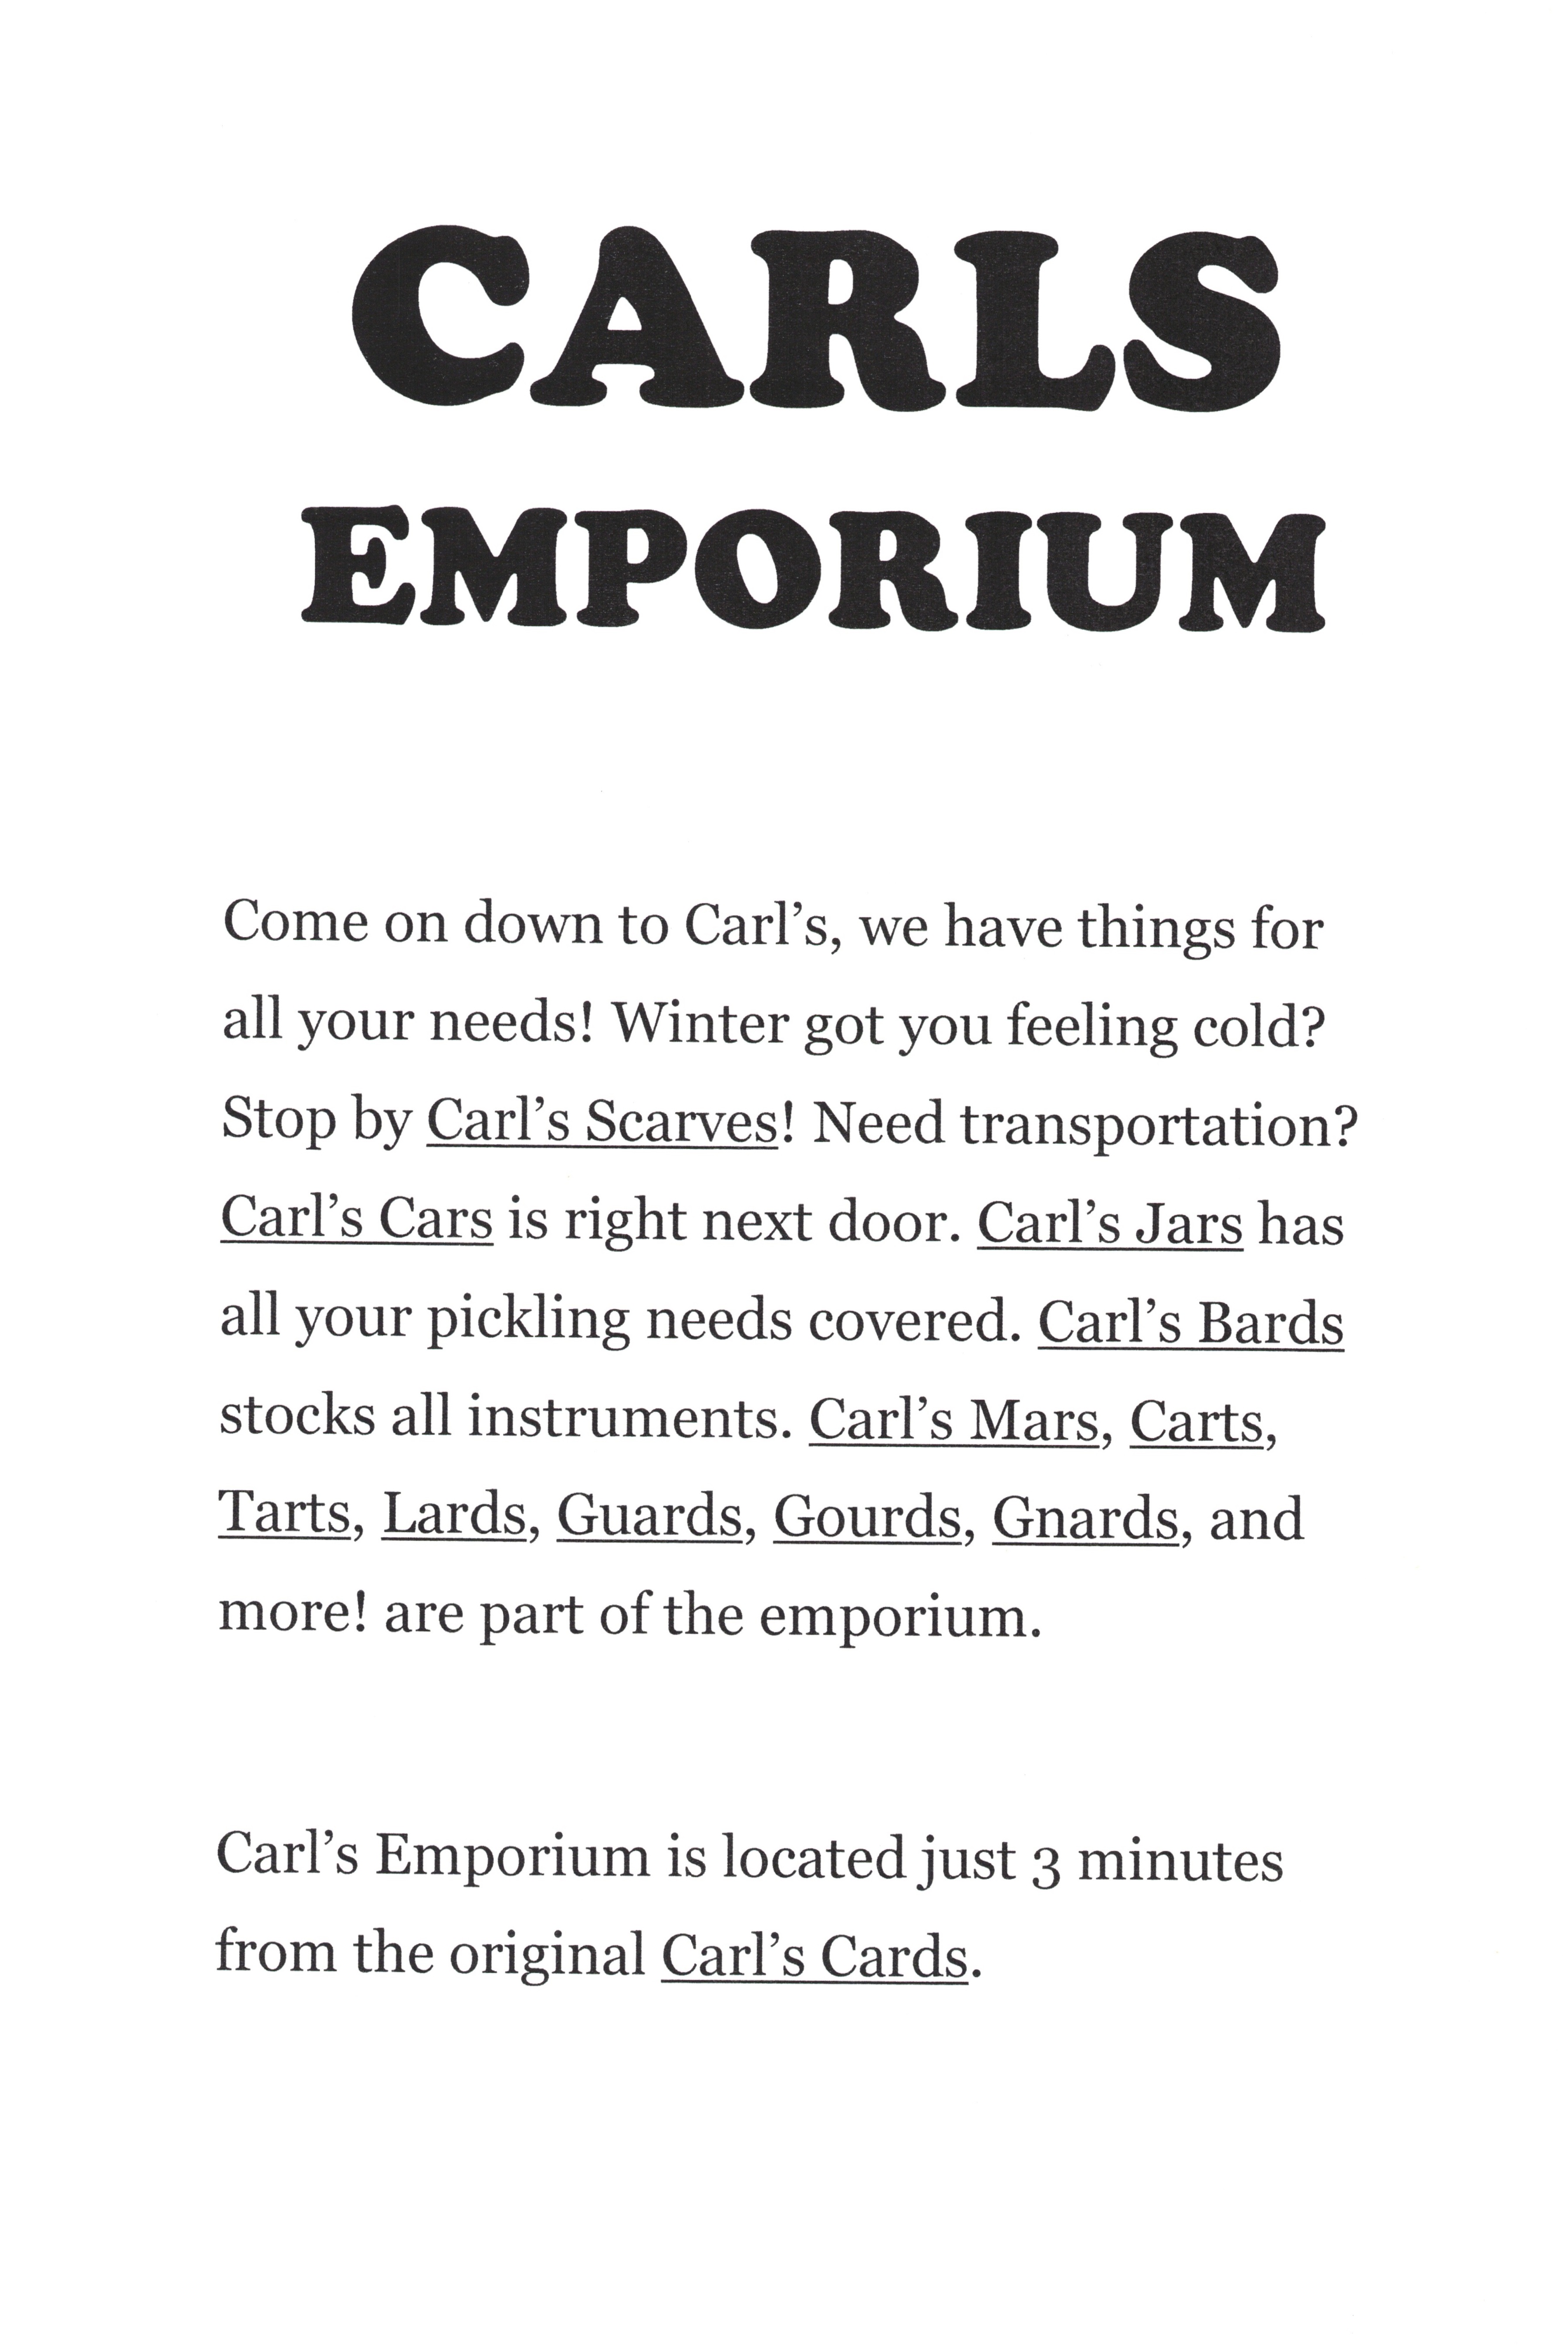 CARLS
EMPORIUM
Come on down to Carl’s, we have things for
all your needs! Winter got you feeling cold?
Stop by Carl’s Scarves! Need transportation?
Carl’s Cars is right next door. Carl’s Jars has
all your pickling needs covered. Carl’s Bards
stocks all instruments. Carl’s Mars, Carts,
Tarts, Lards, Guards, Gourds, Gnards, and
more! are part of the emporium.
Carl’s Emporium is located just 3 minutes
from the original Carl’s Cards.